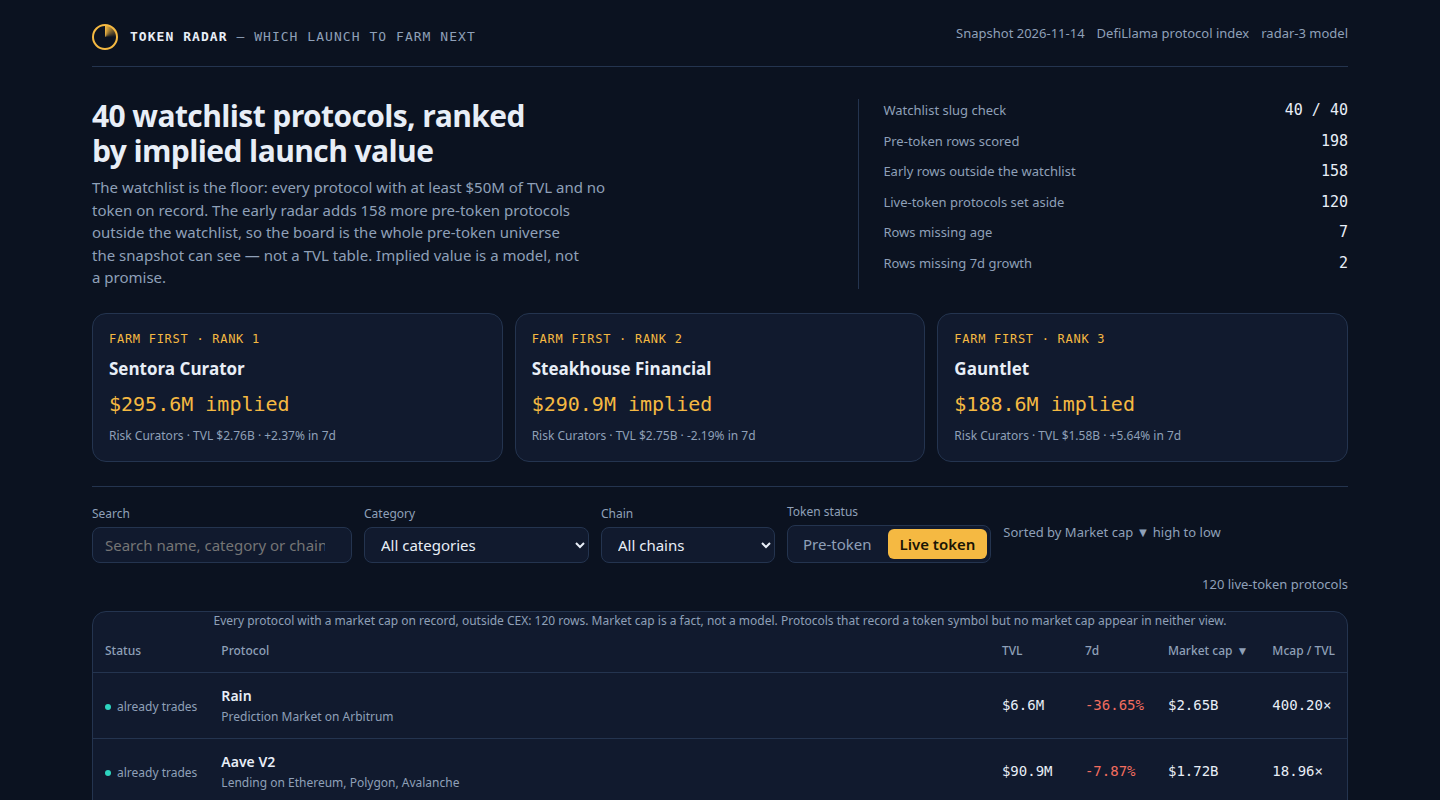 TOKEN RADAR — WHICH LAUNCH TO FARM NEXT
Snapshot 2026-11-14 DefiLlama protocol index radar-3 model
40 watchlist protocols, ranked
by implied launch value
The watchlist is the floor: every protocol with at least $50M of TVL and no
token on record. The early radar adds 158 more pre-token protocols
outside the watchlist, so the board is the whole pre-token universe
the snapshot can see — not a TVL table. Implied value is a model, not
a promise.
Watchlist slug check 40 / 40
Pre-token rows scored 198
Early rows outside the watchlist 158
Live-token protocols set aside 120
Rows missing age 7
Rows missing 7d growth 2
FARM FIRST · RANK 1
Sentora Curator
$295.6M implied
Risk Curators · TVL $2.76B · +2.37% in 7d
FARM FIRST · RANK 2
Steakhouse Financial
$290.9M implied
Risk Curators · TVL $2.75B · -2.19% in 7d
FARM FIRST · RANK 3
Gauntlet
$188.6M implied
Risk Curators · TVL $1.58B · +5.64% in 7d
Search
Search name, category or chain
Category
All categories
Chain
All chains
Token status
Pre-token Live token
Sorted by Market cap ▼ high to low
120 live-token protocols
Every protocol with a market cap on record, outside CEX: 120 rows. Market cap is a fact, not a model. Protocols that record a token symbol but no market cap appear in neither view.
Status Protocol TVL 7d Market cap ▼ Mcap / TVL
already trades Rain $6.6M -36.65% $2.65B 400.20×
Prediction Market on Arbitrum
already trades Aave V2 $90.9M -7.87% $1.72B 18.96×
Lending on Ethereum, Polygon, Avalanche